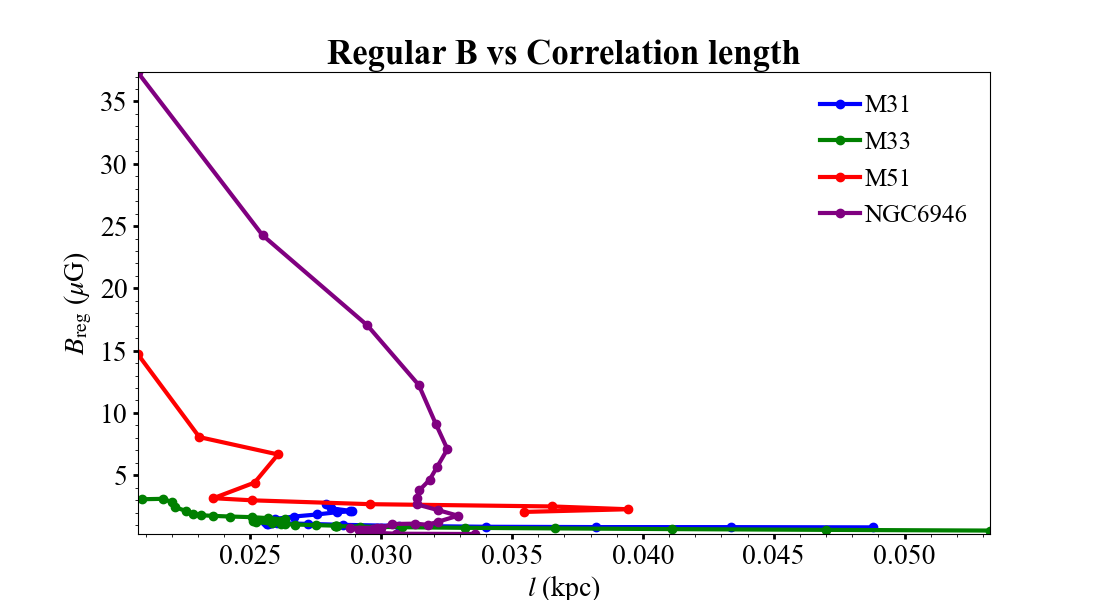 Regular B vs Correlation length
M31
M33
M51
NGC6946
35
30
25
20
15
10
5
B_reg (μG)
0.025 0.030 0.035 0.040 0.045 0.050
l (kpc)